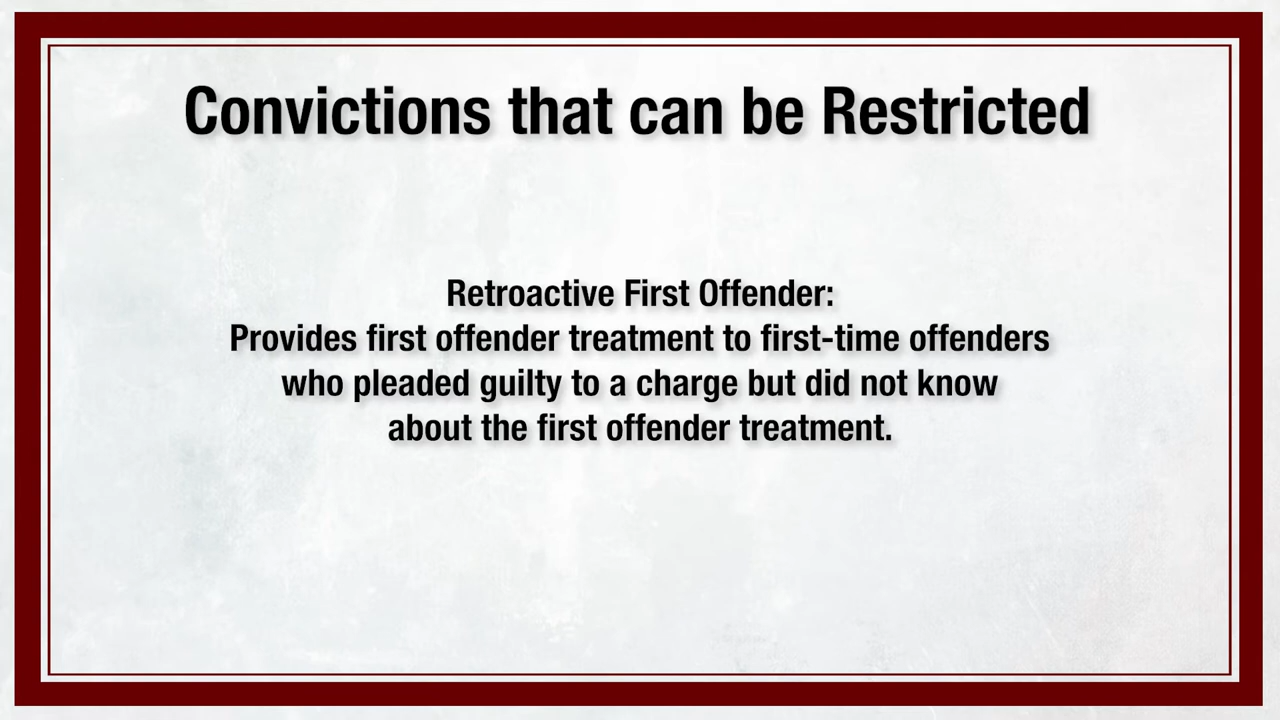 Convictions that can be Restricted
Retroactive First Offender:
Provides first offender treatment to first-time offenders
who pleaded guilty to a charge but did not know
about the first offender treatment.